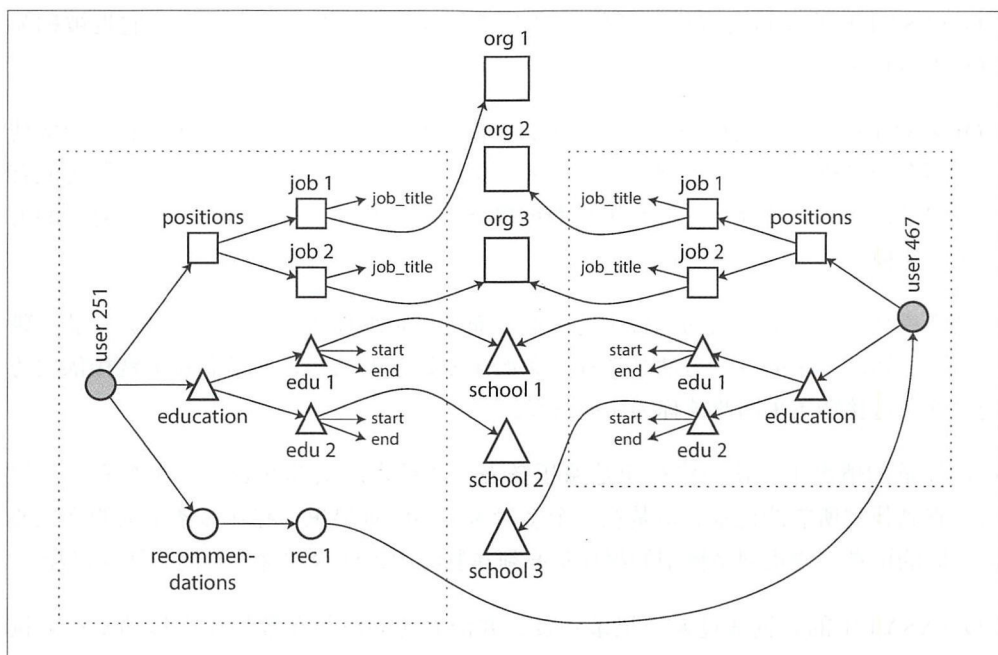 org 1
org 2
org 3
positions
job 1
job_title
job 2
job_title
user 251
education
edu 1
start
end
edu 2
start
end
recommen-
dations
rec 1
school 1
school 2
school 3
job 1
job_title
job 2
job_title
positions
user 467
edu 1
start
end
edu 2
start
end
education